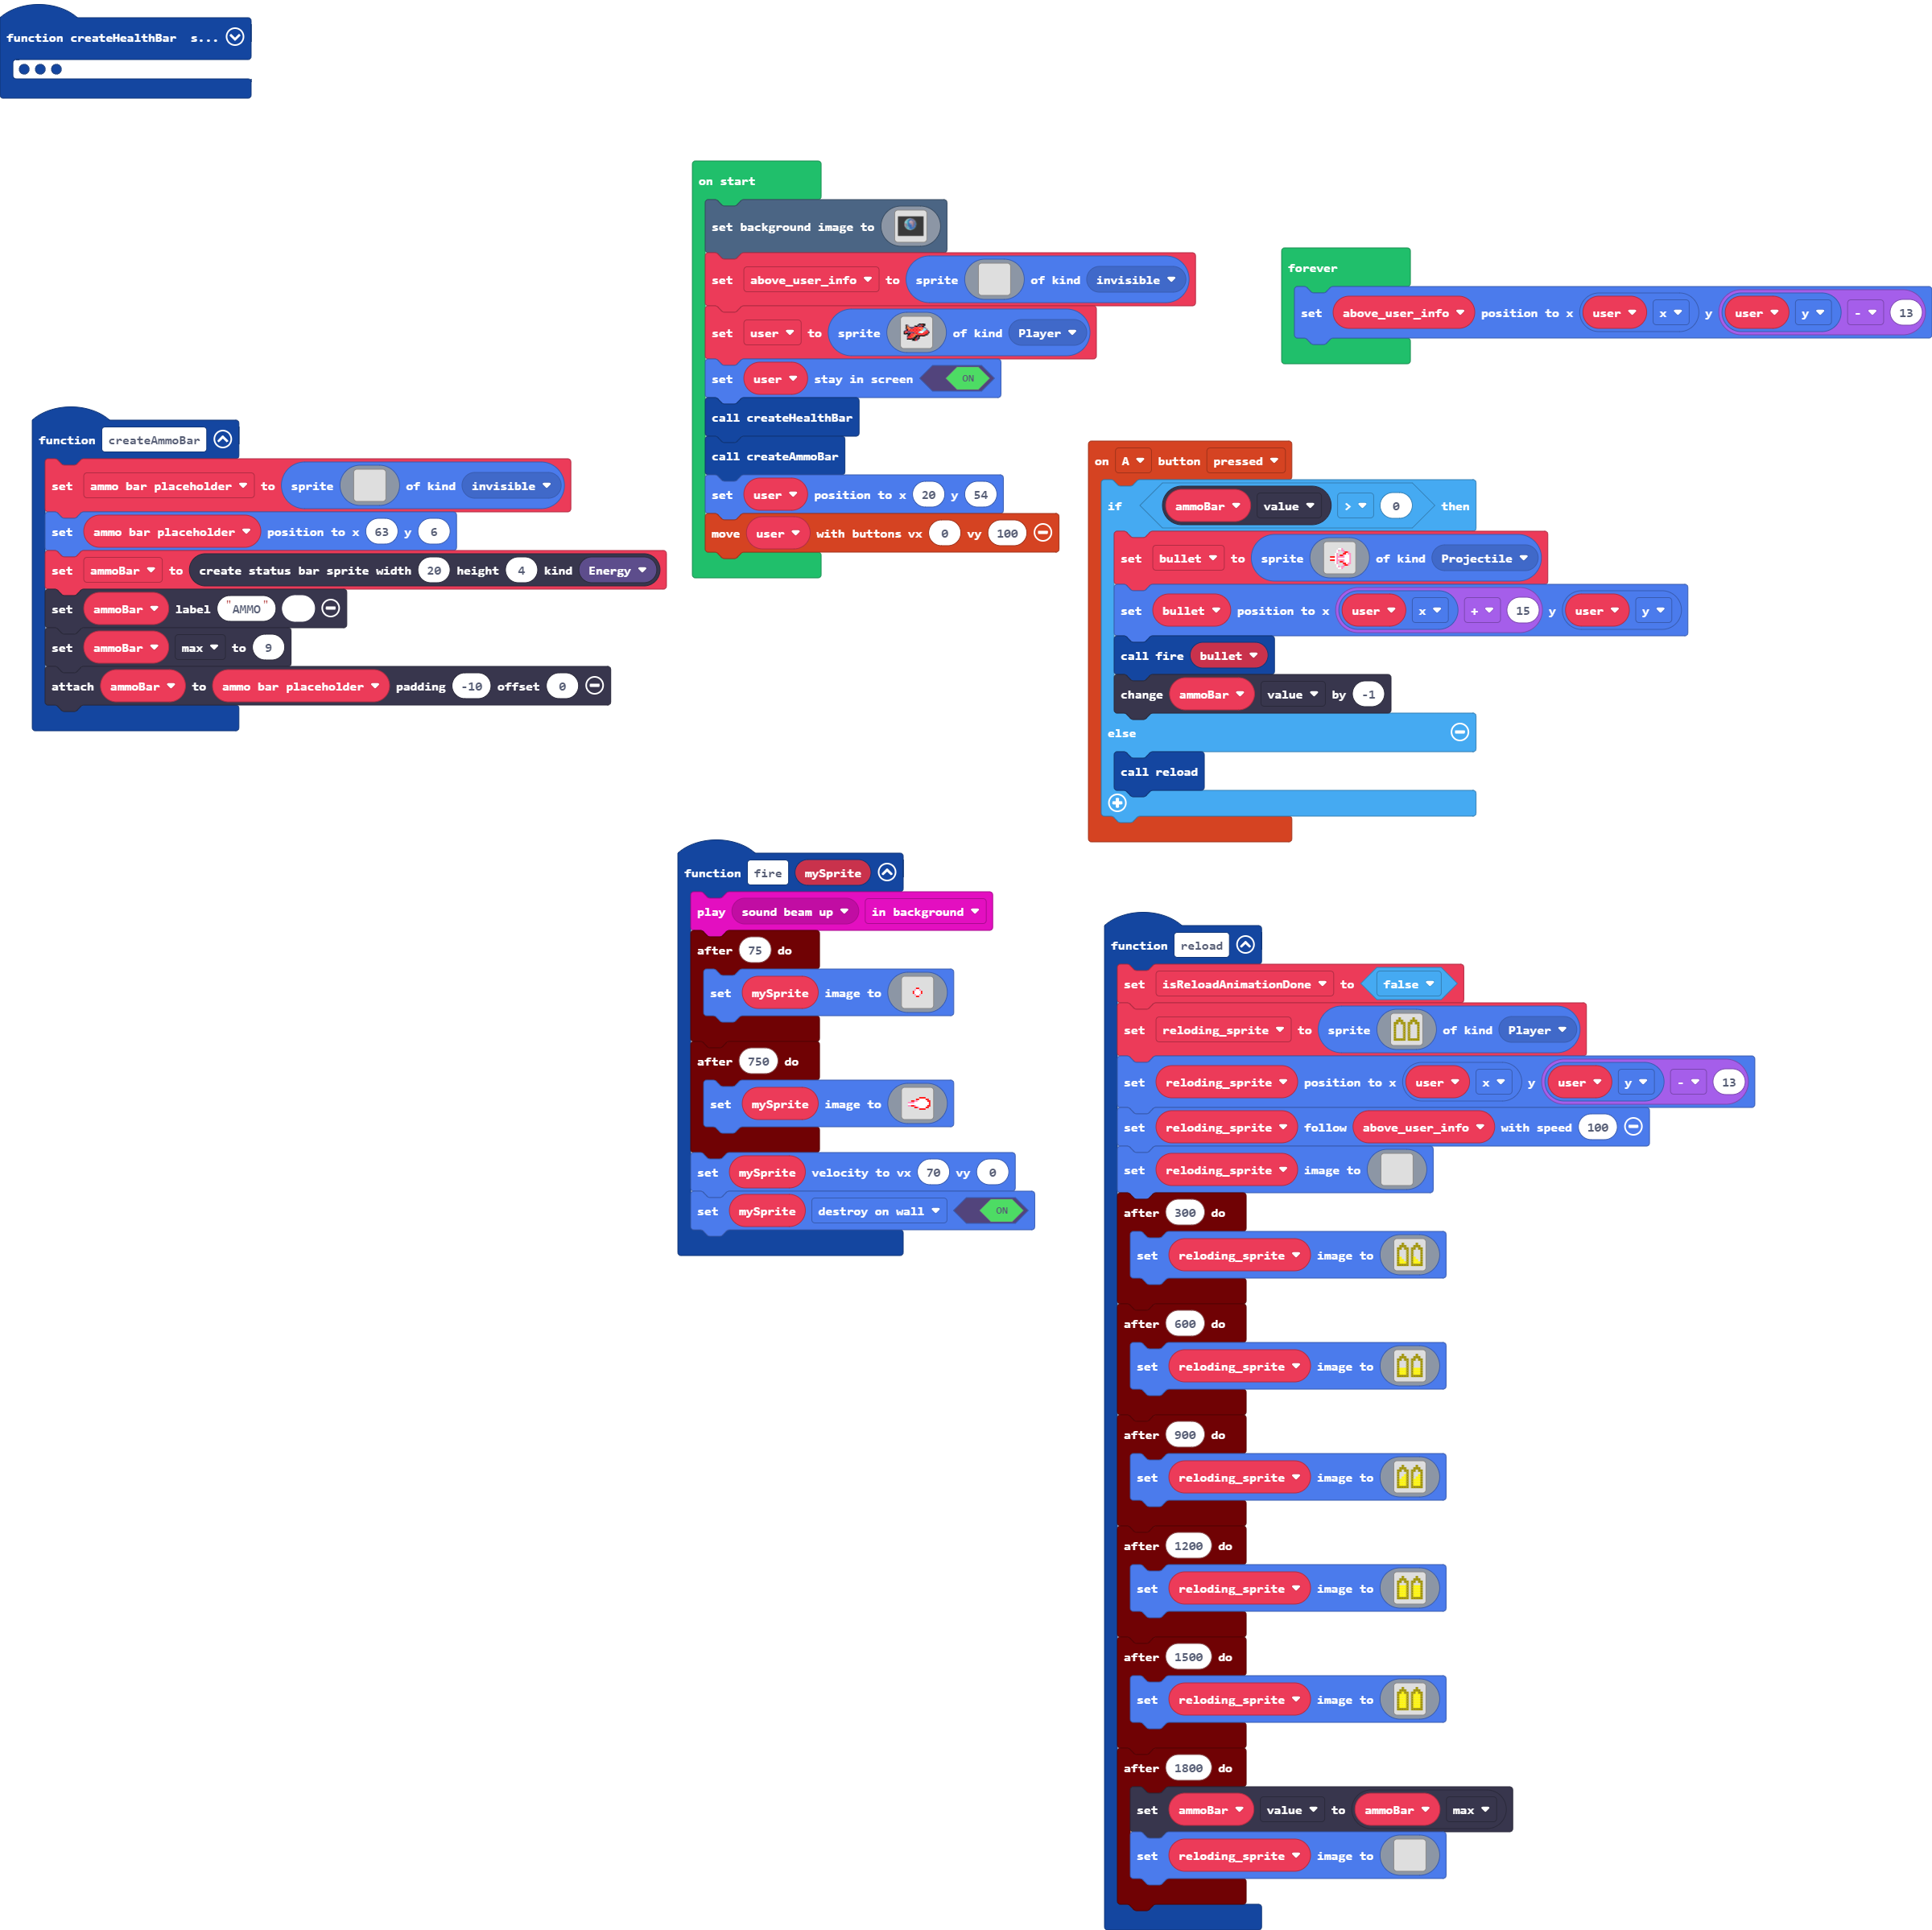 function createHealthBar s...
on start
set background image to
set above_user_info to sprite of kind invisible
set user to sprite of kind Player
set user stay in screen ON
call createHealthBar
call createAmmoBar
set user position to x 20 y 54
move user with buttons vx 0 vy 100
forever
set above_user_info position to x user x y user y - 13
function createAmmoBar
set ammo bar placeholder to sprite of kind invisible
set ammo bar placeholder position to x 63 y 6
set ammoBar to create status bar sprite width 20 height 4 kind Energy
set ammoBar label "AMMO"
set ammoBar max to 9
attach ammoBar to ammo bar placeholder padding -10 offset 0
on A button pressed
if ammoBar value > 0 then
set bullet to sprite of kind Projectile
set bullet position to x user x + 15 y user y
call fire bullet
change ammoBar value by -1
else
call reload
function fire mySprite
play sound beam up in background
after 75 do
set mySprite image to
after 750 do
set mySprite image to
set mySprite velocity to vx 70 vy 0
set mySprite destroy on wall ON
function reload
set isReloadAnimationDone to false
set reloding_sprite to sprite of kind Player
set reloding_sprite position to x user x y user y - 13
set reloding_sprite follow above_user_info with speed 100
set reloding_sprite image to
after 300 do
set reloding_sprite image to
after 600 do
set reloding_sprite image to
after 900 do
set reloding_sprite image to
after 1200 do
set reloding_sprite image to
after 1500 do
set reloding_sprite image to
after 1800 do
set ammoBar value to ammoBar max
set reloding_sprite image to